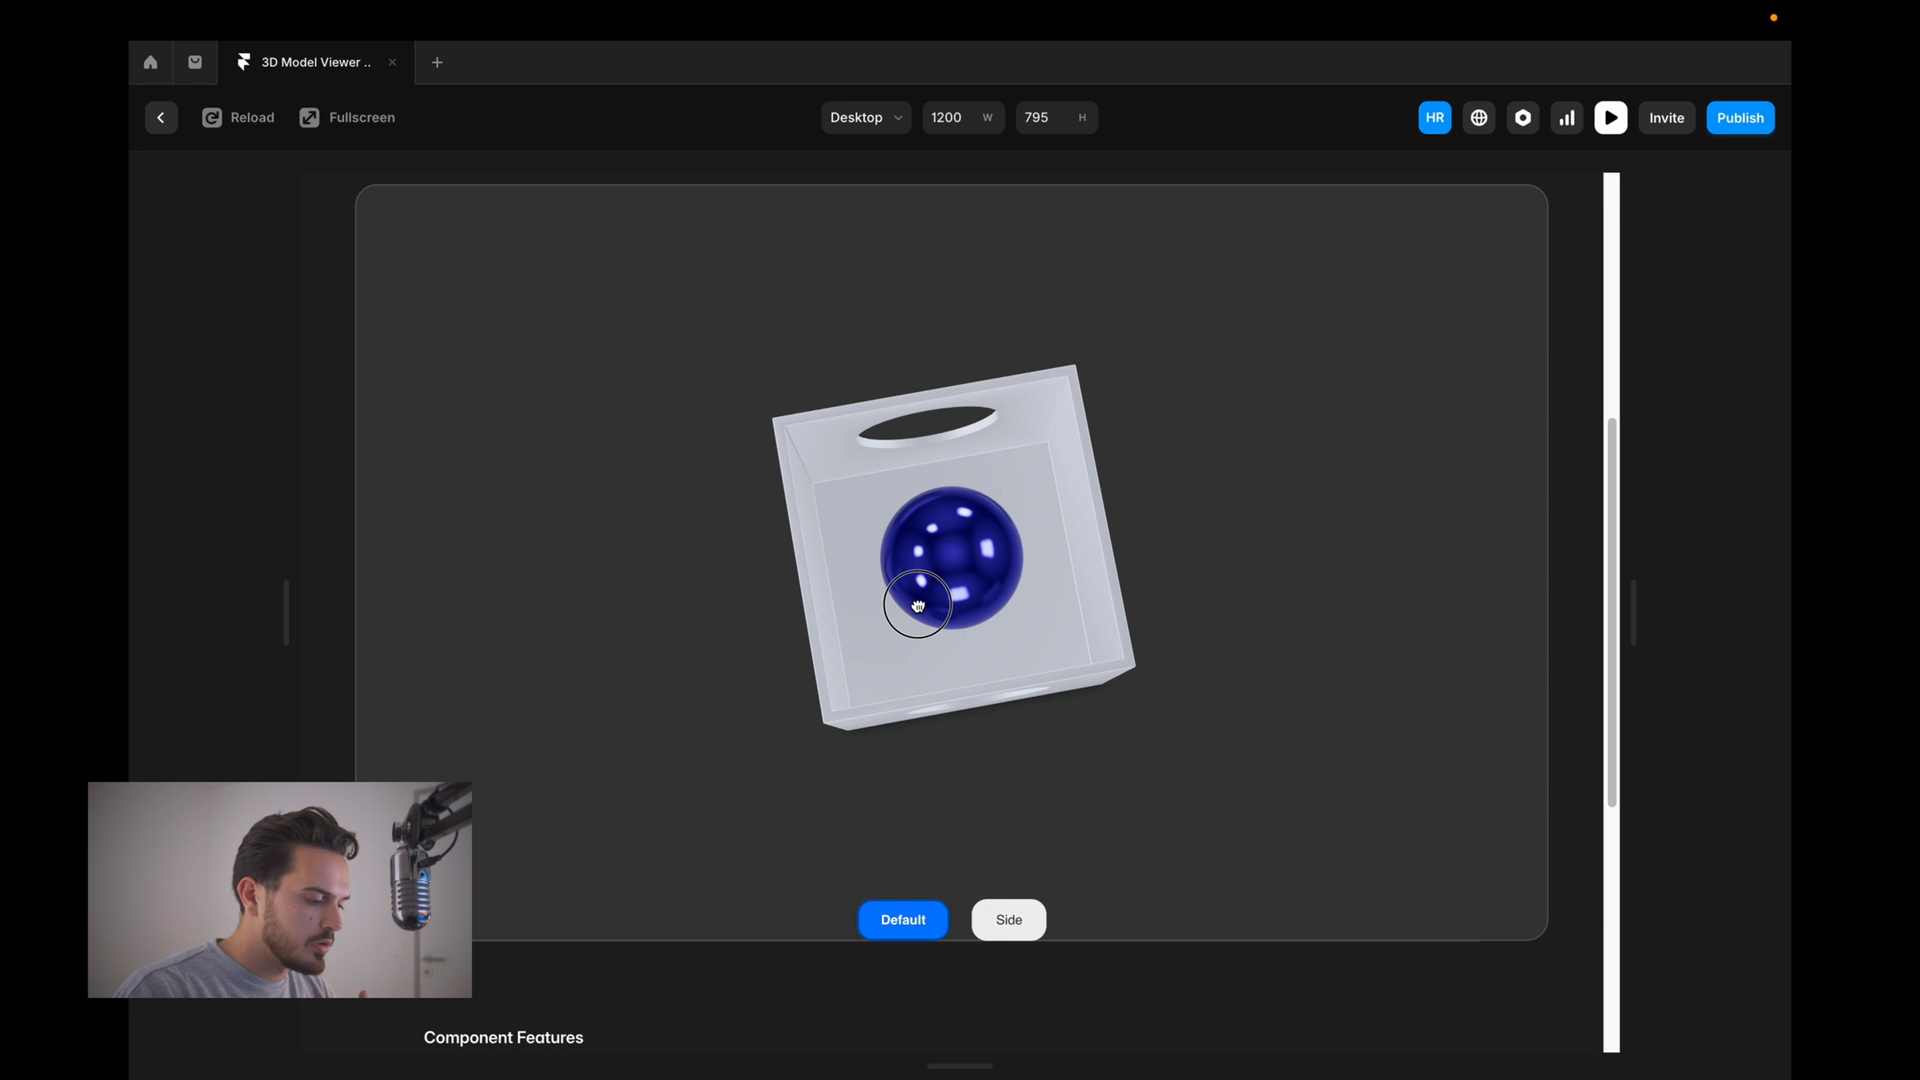 3D Model Viewer ..
Reload
Fullscreen
Desktop
1200 W
795 H
HR
Invite
Publish
Default
Side
Component Features